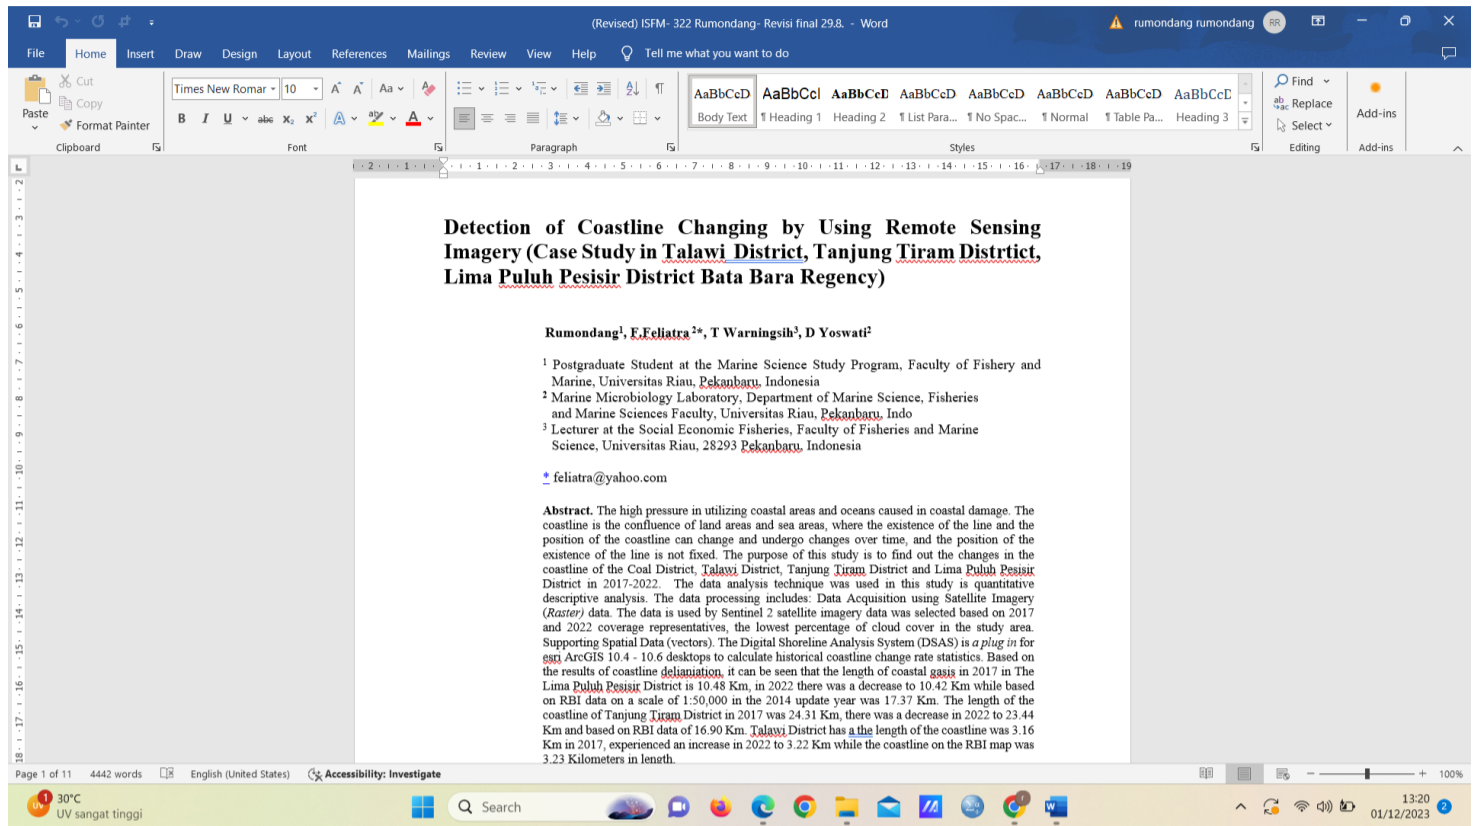 (Revised) ISFM- 322 Rumondang- Revisi final 29.8. - Word
rumondang rumondang RR
File Home Insert Draw Design Layout References Mailings Review View Help Tell me what you want to do
Paste
Cut
Copy
Format Painter
Clipboard
Times New Romar 10
Font
Paragraph
AaBbCcD AaBbCcI AaBbCcD AaBbCcD AaBbCcD AaBbCcD AaBbCcD AaBbCcD
Body Text ¶ Heading 1 Heading 2 ¶ List Para... ¶ No Spac... ¶ Normal ¶ Table Pa... Heading 3
Styles
Find
Replace
Select
Editing
Add-ins
Add-ins
Detection of Coastline Changing by Using Remote Sensing
Imagery (Case Study in Talawi District, Tanjung Tiram Distrtict,
Lima Puluh Pesisir District Bata Bara Regency)
Rumondang¹, F.Feliatra ²*, T Warningsih³, D Yoswati²
¹ Postgraduate Student at the Marine Science Study Program, Faculty of Fishery and
Marine, Universitas Riau, Pekanbaru, Indonesia
² Marine Microbiology Laboratory, Department of Marine Science, Fisheries
and Marine Sciences Faculty, Universitas Riau, Pekanbaru, Indo
³ Lecturer at the Social Economic Fisheries, Faculty of Fisheries and Marine
Science, Universitas Riau, 28293 Pekanbaru, Indonesia
* feliatra@yahoo.com
Abstract. The high pressure in utilizing coastal areas and oceans caused in coastal damage. The
coastline is the confluence of land areas and sea areas, where the existence of the line and the
position of the coastline can change and undergo changes over time, and the position of the
existence of the line is not fixed. The purpose of this study is to find out the changes in the
coastline of the Coal District, Talawi District, Tanjung Tiram District and Lima Puluh Pesisir
District in 2017-2022. The data analysis technique was used in this study is quantitative
descriptive analysis. The data processing includes: Data Acquisition using Satellite Imagery
(Raster) data. The data is used by Sentinel 2 satellite imagery data was selected based on 2017
and 2022 coverage representatives, the lowest percentage of cloud cover in the study area.
Supporting Spatial Data (vectors). The Digital Shoreline Analysis System (DSAS) is a plug in for
esri ArcGIS 10.4 - 10.6 desktops to calculate historical coastline change rate statistics. Based on
the results of coastline delianiation, it can be seen that the length of coastal gasis in 2017 in The
Lima Puluh Pesisir District is 10.48 Km, in 2022 there was a decrease to 10.42 Km while based
on RBI data on a scale of 1:50,000 in the 2014 update year was 17.37 Km. The length of the
coastline of Tanjung Tiram District in 2017 was 24.31 Km, there was a decrease in 2022 to 23.44
Km and based on RBI data of 16.90 Km. Talawi District has a the length of the coastline was 3.16
Km in 2017, experienced an increase in 2022 to 3.22 Km while the coastline on the RBI map was
3.23 Kilometers in length.
Page 1 of 11 4442 words English (United States) Accessibility: Investigate 100%
30°C
UV sangat tinggi
Search
13:20
01/12/2023